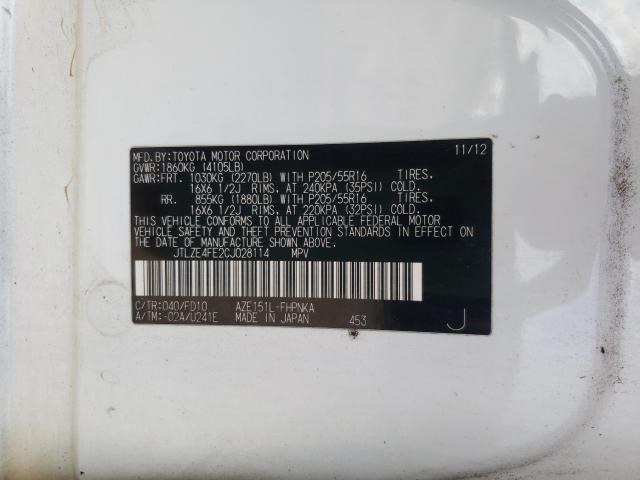 MFD. BY: TOYOTA MOTOR CORPORATION 11/12
GVWR: 1860KG (4105LB)
GAWR: FRT. 1030KG (2270LB) WITH P205/55R16 TIRES.
16X6 1/2J RIMS. AT 240KPA (35PSI) COLD.
RR. 855KG (1880LB) WITH P205/55R16 TIRES.
16X6 1/2J RIMS. AT 220KPA (32PSI) COLD.
THIS VEHICLE CONFORMS TO ALL APPLICABLE FEDERAL MOTOR
VEHICLE SAFETY AND THEFT PREVENTION STANDARDS IN EFFECT
ON THE DATE OF MANUFACTURE SHOWN ABOVE.
JTLZE4FE2CJ028114 MPV
C/TR: 040/FD10 AZE151L-FHPNKA
A/TM: -02A/U241E MADE IN JAPAN 453 J